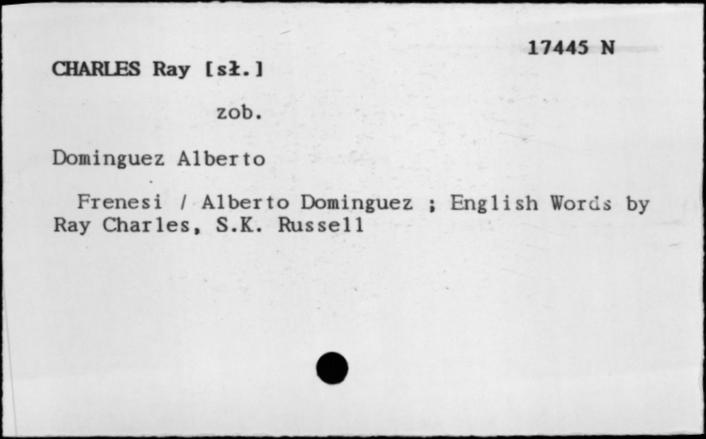 17445 N
CHARLES Ray [sł.]
zob.
Dominguez Alberto
Frenesi / Alberto Dominguez ; English Words by
Ray Charles, S.K. Russell